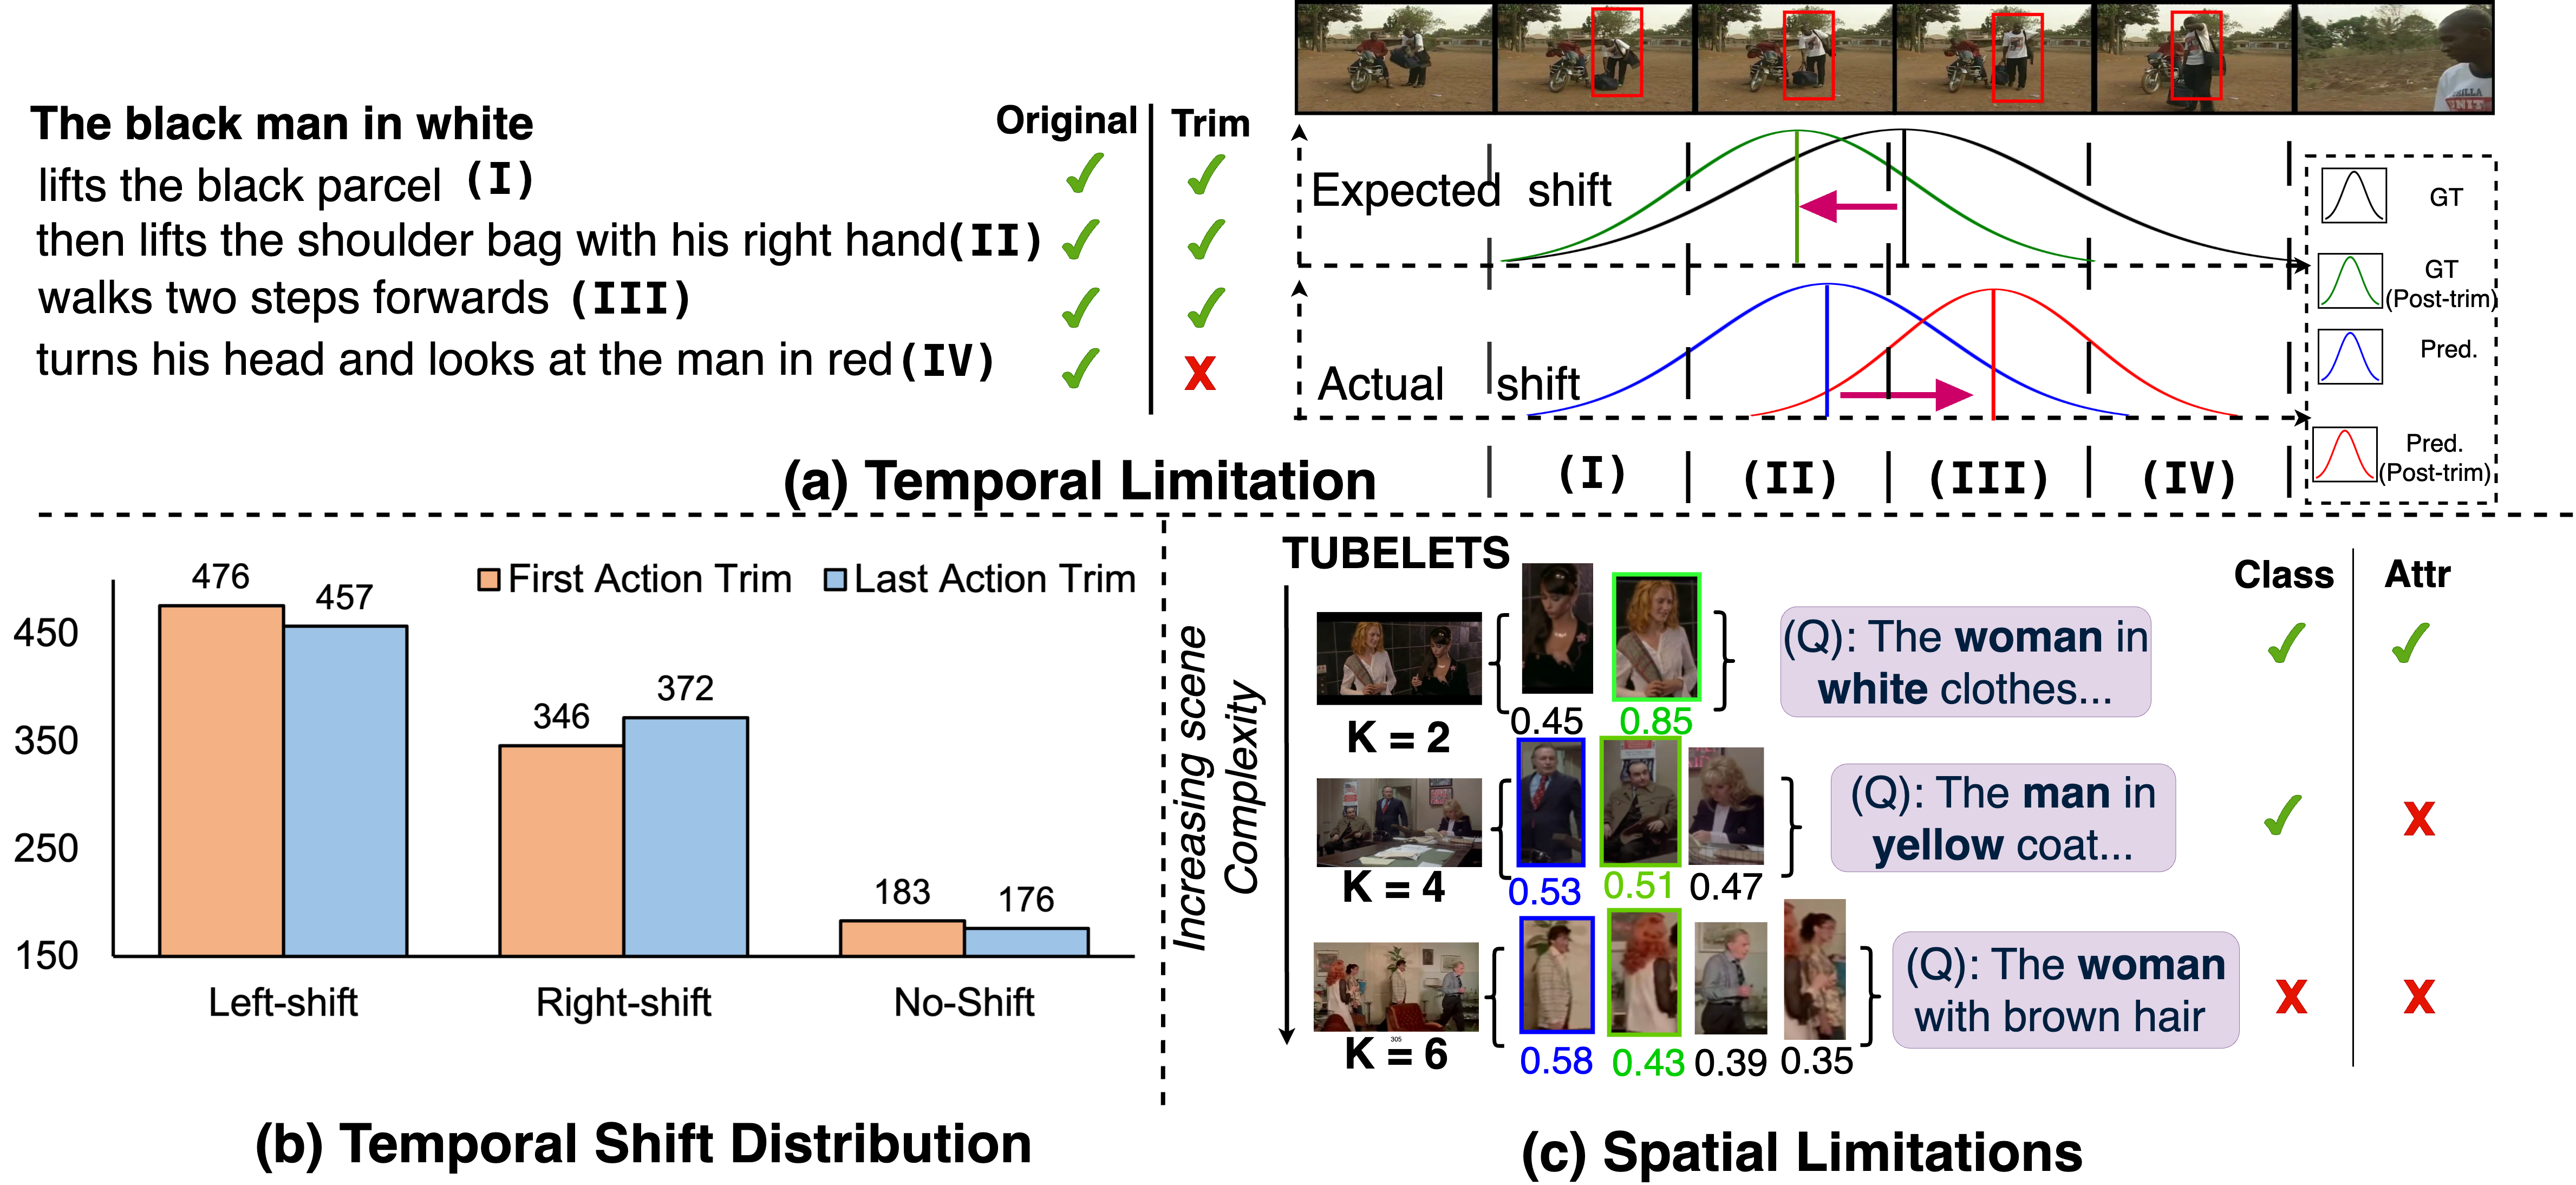 The black man in white
Original
Trim
lifts the black parcel (I)
then lifts the shoulder bag with his right hand(II)
walks two steps forwards (III)
turns his head and looks at the man in red(IV)
X
UNIT
Expected shift
Actual shift
GT
GT
(Post-trim)
Pred.
Pred.
(Post-trim)
(I)
(II)
(III)
(IV)
(a) Temporal Limitation
First Action Trim
Last Action Trim
450
350
250
150
476
457
346
372
183
176
Left-shift
Right-shift
No-Shift
(b) Temporal Shift Distribution
TUBELETS
Class
Attr
Increasing scene
Complexity
K = 2
0.45
0.85
(Q): The woman in
white clothes...
K = 4
0.53
0.51
0.47
(Q): The man in
yellow coat...
X
K = 6
305
0.58
0.43
0.39
0.35
(Q): The woman
with brown hair
X
X
(c) Spatial Limitations